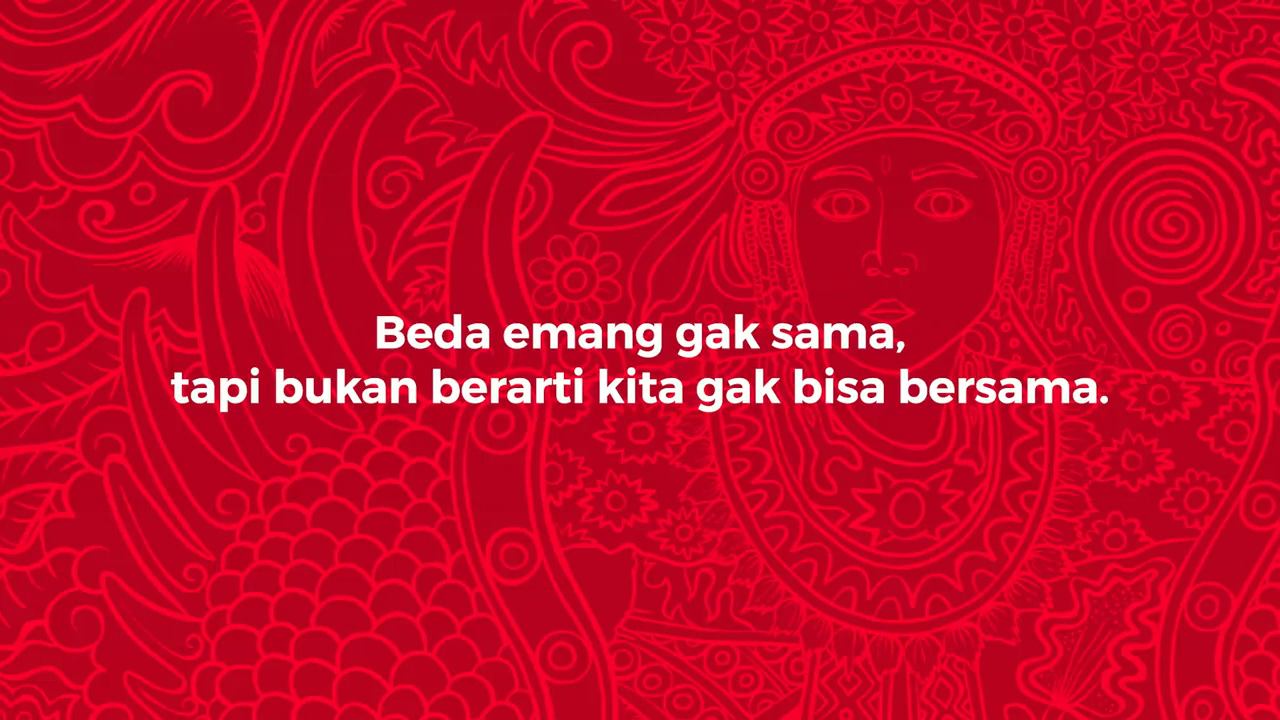 Beda emang gak sama,
tapi bukan berarti kita gak bisa bersama.